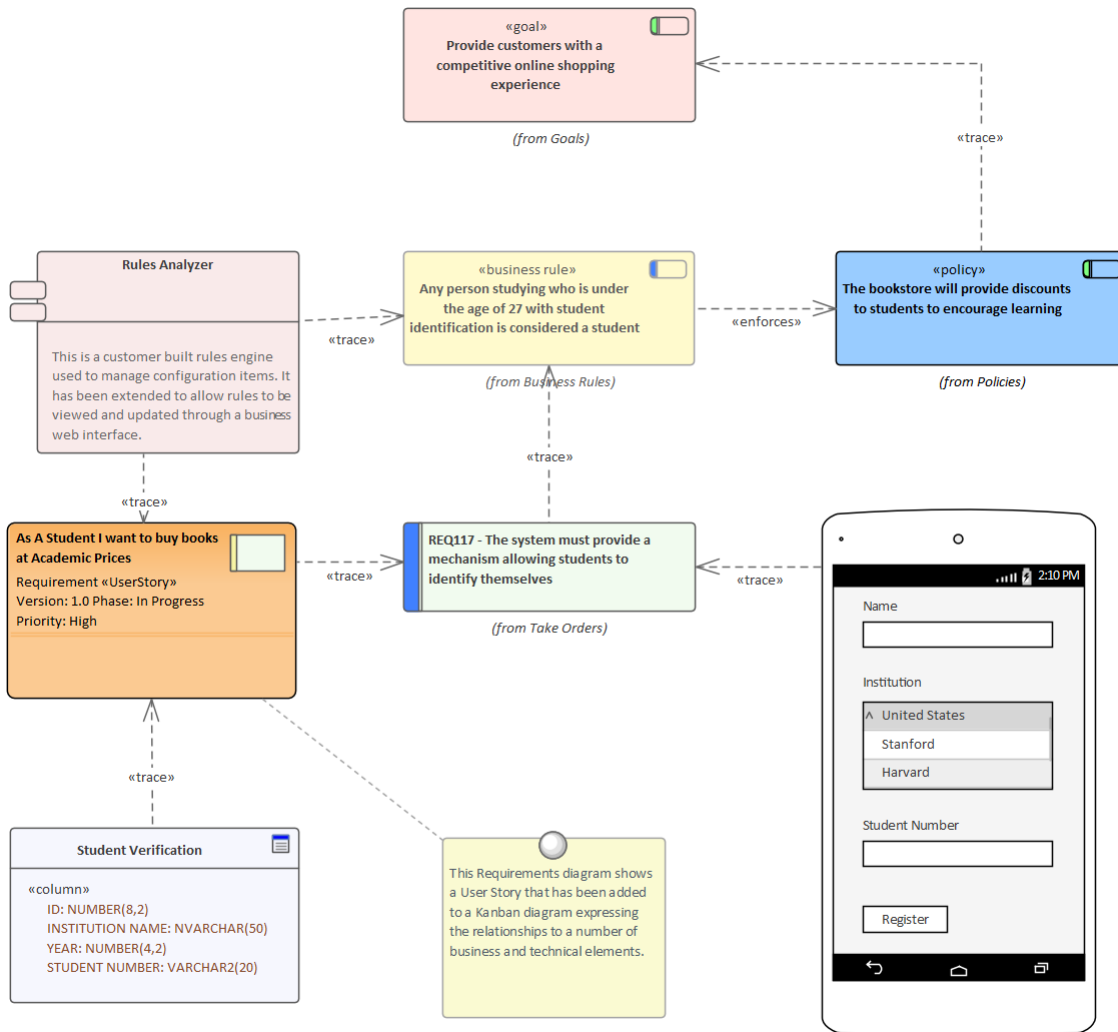 «goal»
Provide customers with a
competitive online shopping
experience
(from Goals)
«trace»
Rules Analyzer
This is a customer built rules engine
used to manage configuration items. It
has been extended to allow rules to be
viewed and updated through a business
web interface.
«trace»
«business rule»
Any person studying who is under
the age of 27 with student
identification is considered a student
(from Business Rules)
«enforces»
«policy»
The bookstore will provide discounts
to students to encourage learning
(from Policies)
«trace»
«trace»
As A Student I want to buy books
at Academic Prices
Requirement «UserStory»
Version: 1.0 Phase: In Progress
Priority: High
«trace»
REQ117 - The system must provide a
mechanism allowing students to
identify themselves
(from Take Orders)
«trace»
2:10 PM
Name
Institution
^ United States
Stanford
Harvard
Student Number
Register
«trace»
Student Verification
«column»
ID: NUMBER(8,2)
INSTITUTION NAME: NVARCHAR(50)
YEAR: NUMBER(4,2)
STUDENT NUMBER: VARCHAR2(20)
This Requirements diagram shows
a User Story that has been added
to a Kanban diagram expressing
the relationships to a number of
business and technical elements.